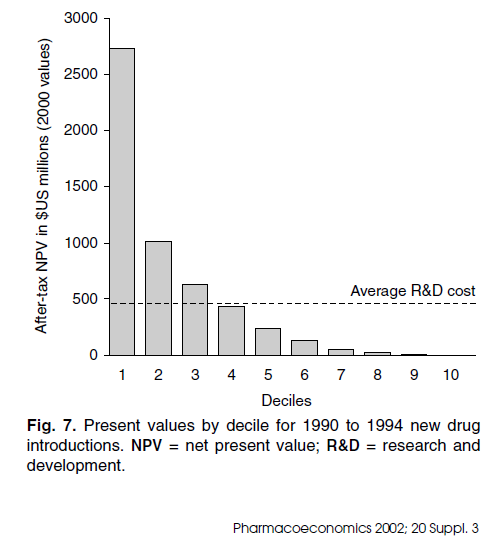 After-tax NPV in $US millions (2000 values)
3000
2500
2000
1500
1000
500
0
Average R&D cost
1 2 3 4 5 6 7 8 9 10
Deciles
Fig. 7. Present values by decile for 1990 to 1994 new drug
introductions. NPV = net present value; R&D = research and
development.
Pharmacoeconomics 2002; 20 Suppl. 3